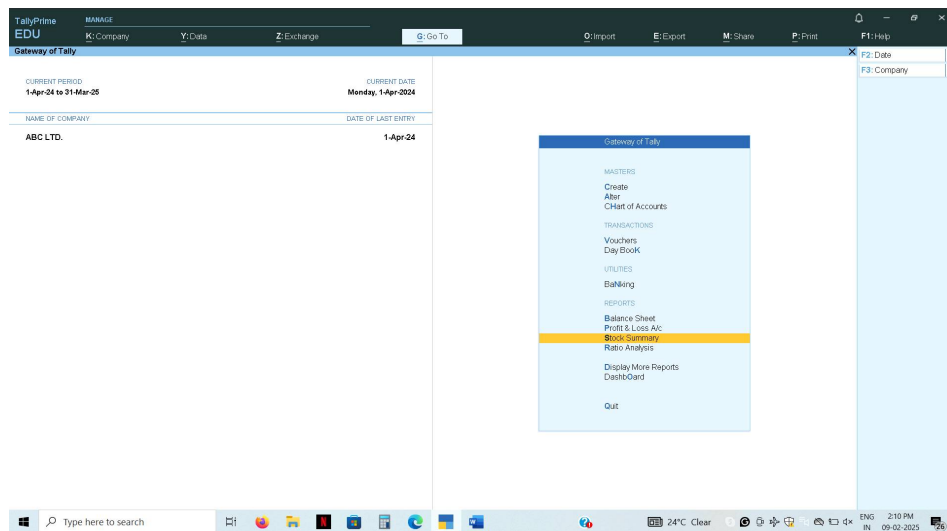 TallyPrime
EDU
MANAGE
K: Company
Y: Data
Z: Exchange
G: Go To
O: Import
E: Export
M: Share
P: Print
F1: Help
Gateway of Tally
F2: Date
F3: Company
CURRENT PERIOD
CURRENT DATE
1-Apr-24 to 31-Mar-25
Monday, 1-Apr-2024
NAME OF COMPANY
DATE OF LAST ENTRY
ABC LTD.
1-Apr-24
Gateway of Tally
MASTERS
Create
Alter
CHart of Accounts
TRANSACTIONS
Vouchers
Day BooK
UTILITIES
BaNking
REPORTS
Balance Sheet
Profit & Loss A/c
Stock Summary
Ratio Analysis
Display More Reports
DashbOard
Quit
Type here to search
24°C Clear
ENG
IN
2:10 PM
09-02-2025
26